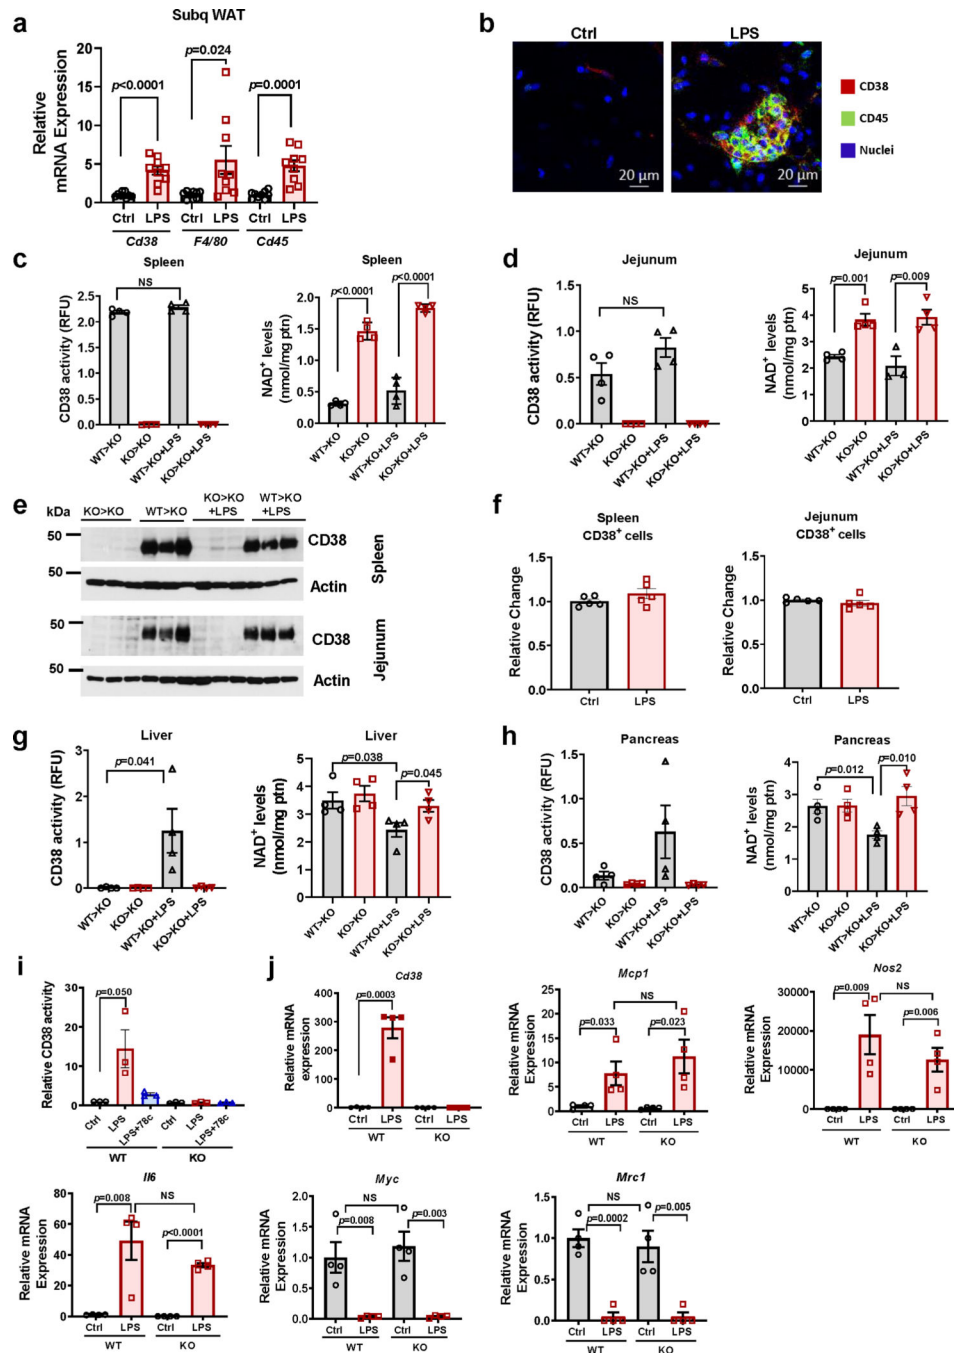 a
Subq WAT
Relative
mRNA Expression
20
15
10
5
0
p<0.0001
p=0.024
p=0.0001
Ctrl LPS Ctrl LPS Ctrl LPS
Cd38 F4/80 Cd45
b
Ctrl LPS
20 µm 20 µm
CD38
CD45
Nuclei
c
Spleen
CD38 activity (RFU)
2.5
2.0
1.5
1.0
0.5
0.0
NS
WT>KO KO>KO WT>KO+LPS KO>KO+LPS
Spleen
NAD+ levels
(nmol/mg ptn)
2.0
1.5
1.0
0.5
0.0
p<0.0001
p<0.0001
WT>KO KO>KO WT>KO+LPS KO>KO+LPS
d
Jejunum
CD38 activity (RFU)
1.5
1.0
0.5
0.0
NS
WT>KO KO>KO WT>KO+LPS KO>KO+LPS
Jejunum
NAD+ levels
(nmol/mg ptn)
5
4
3
2
1
0
p=0.001
p=0.009
WT>KO KO>KO WT>KO+LPS KO>KO+LPS
e
kDa
KO>KO WT>KO KO>KO +LPS WT>KO +LPS
50
CD38
50
Actin
Spleen
50
CD38
50
Actin
Jejunum
f
Spleen
CD38+ cells
Relative Change
1.5
1.0
0.5
0.0
Ctrl LPS
Jejunum
CD38+ cells
Relative Change
1.5
1.0
0.5
0.0
Ctrl LPS
g
Liver
CD38 activity (RFU)
3
2
1
0
p=0.041
WT>KO KO>KO WT>KO+LPS KO>KO+LPS
Liver
NAD+ levels
(nmol/mg ptn)
5
4
3
2
1
0
p=0.038
p=0.045
WT>KO KO>KO WT>KO+LPS KO>KO+LPS
h
Pancreas
CD38 activity (RFU)
1.5
1.0
0.5
0.0
WT>KO KO>KO WT>KO+LPS KO>KO+LPS
Pancreas
NAD+ levels
(nmol/mg ptn)
4
3
2
1
0
p=0.012
p=0.010
WT>KO KO>KO WT>KO+LPS KO>KO+LPS
i
Relative CD38 activity
30
20
10
0
p=0.050
Ctrl LPS LPS+78c Ctrl LPS LPS+78c
WT KO
j
Cd38
Relative mRNA
expression
400
300
200
100
0
p=0.0003
Ctrl LPS Ctrl LPS
WT KO
Mcp1
Relative mRNA
Expression
25
20
15
10
5
0
NS
p=0.033
p=0.023
Ctrl LPS Ctrl LPS
WT KO
Nos2
Relative mRNA
Expression
30000
20000
10000
0
p=0.009
NS
p=0.006
Ctrl LPS Ctrl LPS
WT KO
Il6
Relative mRNA
Expression
80
60
40
20
0
p=0.008
NS
p<0.0001
Ctrl LPS Ctrl LPS
WT KO
Myc
Relative mRNA
Expression
2.0
1.5
1.0
0.5
0.0
NS
p=0.008
p=0.003
Ctrl LPS Ctrl LPS
WT KO
Mrc1
Relative mRNA
Expression
1.5
1.0
0.5
0.0
NS
p=0.0002
p=0.005
Ctrl LPS Ctrl LPS
WT KO